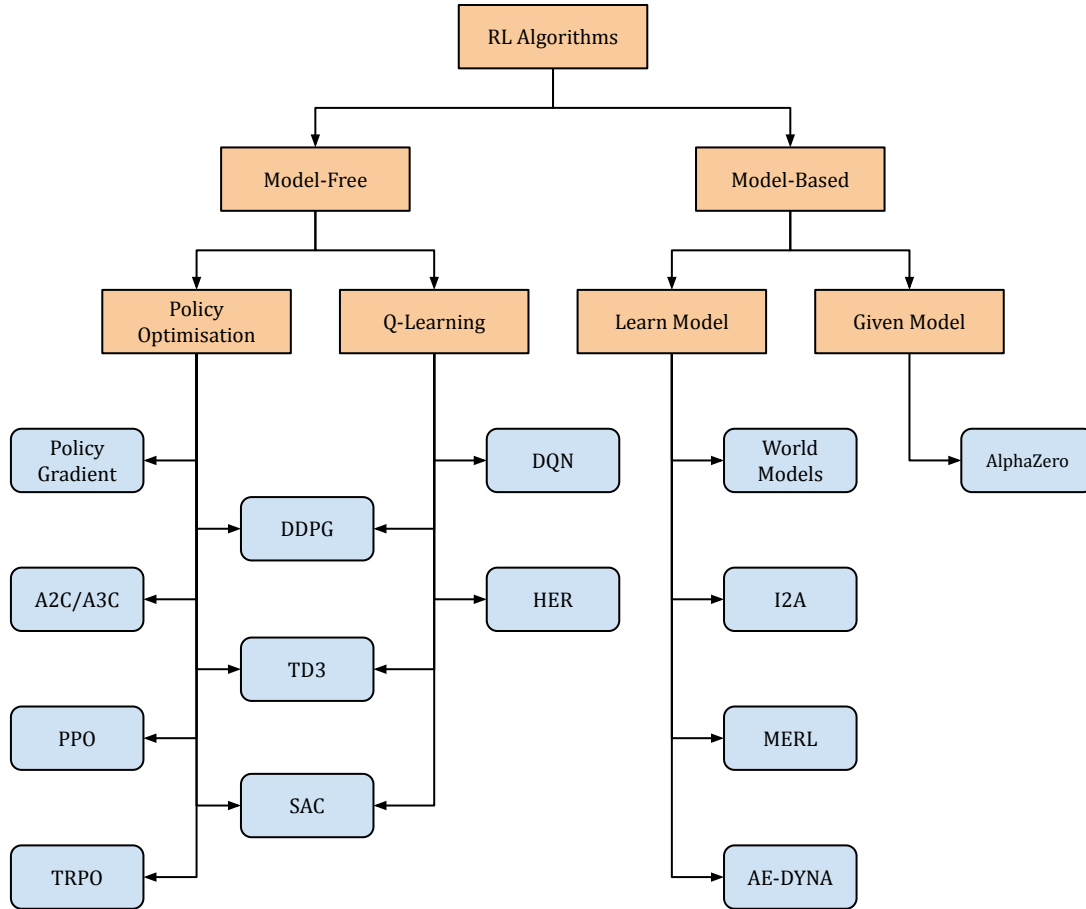 RL Algorithms
Model-Free
Model-Based
Policy
Optimisation
Q-Learning
Learn Model
Given Model
Policy
Gradient
DQN
World
Models
AlphaZero
DDPG
A2C/A3C
HER
I2A
TD3
PPO
MERL
SAC
TRPO
AE-DYNA